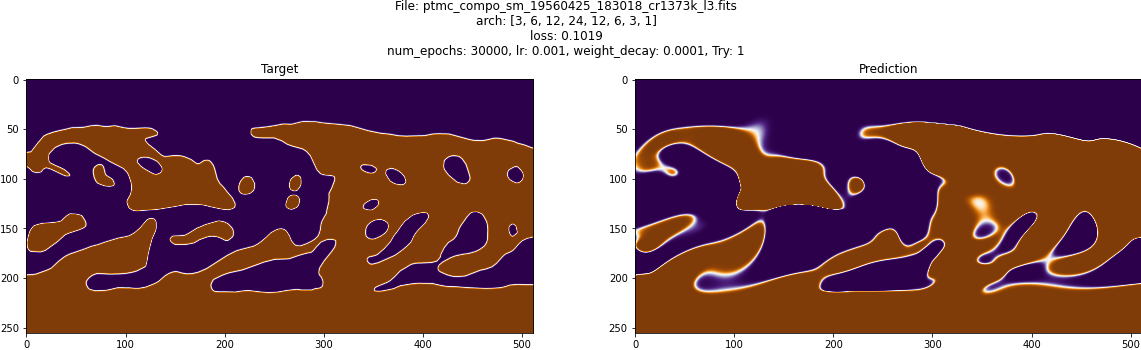 File: ptmc_compo_sm_19560425_183018_cr1373k_l3.fits
arch: [3, 6, 12, 24, 12, 6, 3, 1]
loss: 0.1019
num_epochs: 30000, lr: 0.001, weight_decay: 0.0001, Try: 1
Target
0
50
100
150
200
250
0 100 200 300 400 500
Prediction
0
50
100
150
200
250
0 100 200 300 400 500